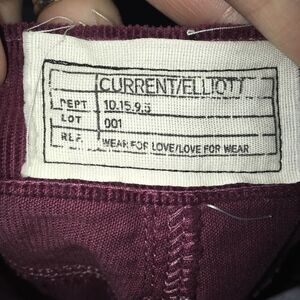 CURRENT/ELLIOTT
DEPT 10.15.9.5
LOT 001
REF. WEAR FOR LOVE/LOVE FOR WEAR